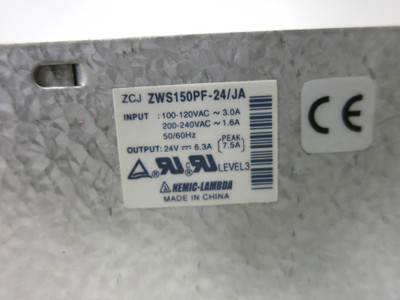 ZCJ ZWS150PF-24/JA
INPUT : 100-120VAC ~ 3.0A
200-240VAC ~ 1.6A
50/60Hz
OUTPUT: 24V ⎓ 6.3A (PEAK 7.5A)
LEVEL3
NEMIC-LAMBDA
MADE IN CHINA
CE